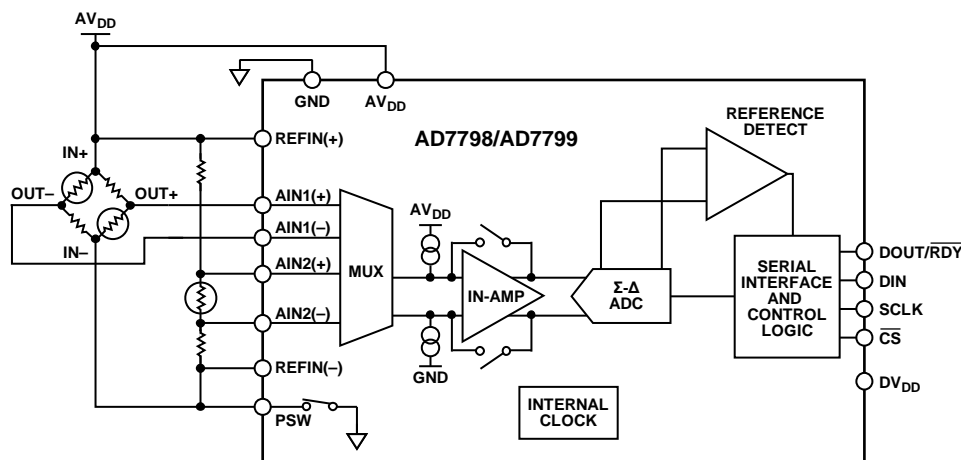 AVDD
GND
AVDD
REFERENCE
DETECT
AD7798/AD7799
REFIN(+)
IN+
OUT–
OUT+
AIN1(+)
AVDD
AIN1(–)
IN–
MUX
DOUT/RDY
AIN2(+)
IN-AMP
Σ-Δ
ADC
SERIAL
INTERFACE
AND
CONTROL
LOGIC
DIN
SCLK
AIN2(–)
CS
GND
REFIN(–)
DVDD
INTERNAL
CLOCK
PSW